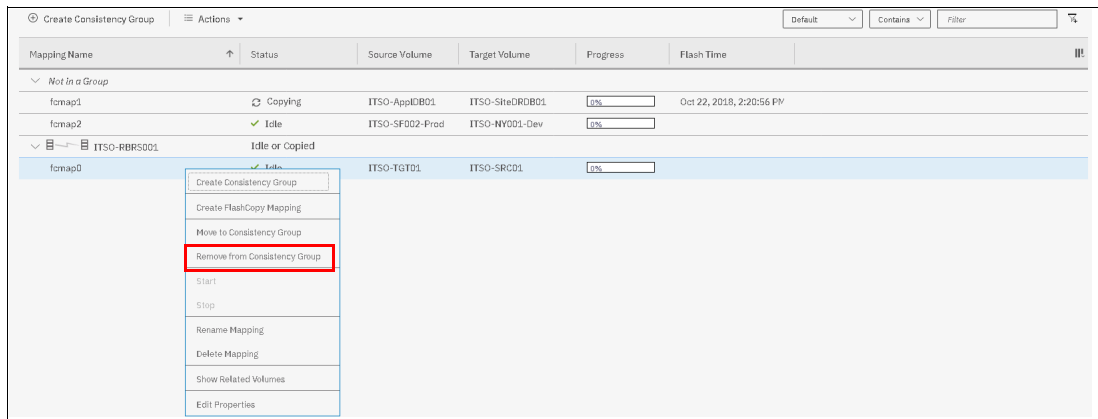 Create Consistency Group Actions Default Contains Filter
Mapping Name Status Source Volume Target Volume Progress Flash Time
Not in a Group
fcmap1 Copying ITSO-ApplDB01 ITSO-SiteDRDB01 0% Oct 22, 2018, 2:20:56 PM
fcmap2 Idle ITSO-SF002-Prod ITSO-NY001-Dev 0%
ITSO-RBRS001 Idle or Copied
fcmap0 Idle ITSO-TGT01 ITSO-SRC01 0%
Create Consistency Group
Create FlashCopy Mapping
Move to Consistency Group
Remove from Consistency Group
Start
Stop
Rename Mapping
Delete Mapping
Show Related Volumes
Edit Properties